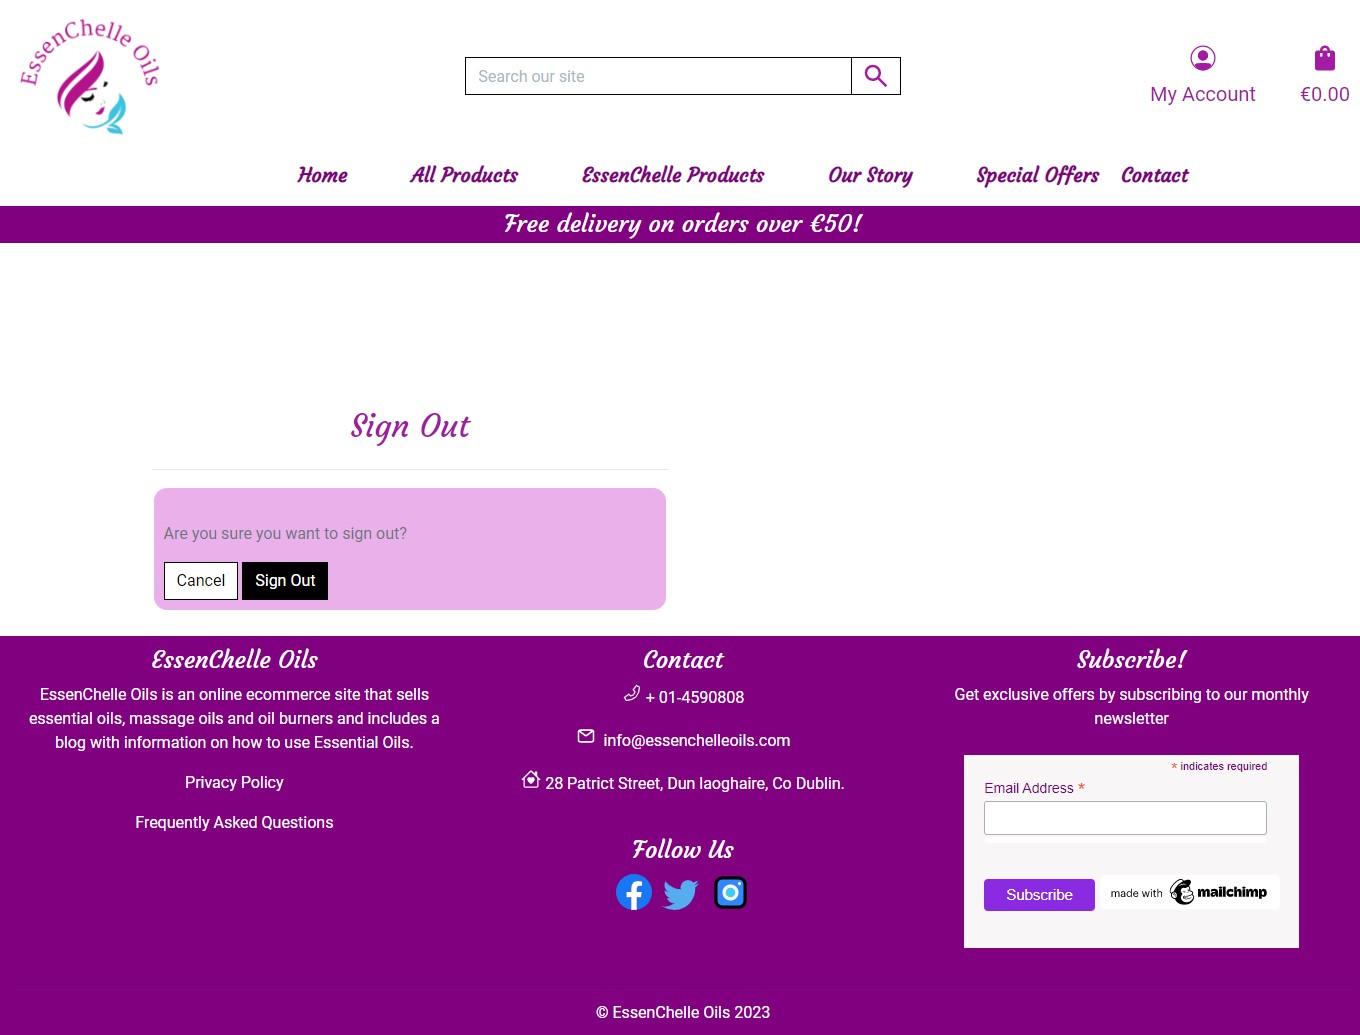 EssenChelle Oils
Search our site
My Account
€0.00
Home All Products EssenChelle Products Our Story Special Offers Contact
Free delivery on orders over €50!
Sign Out
Are you sure you want to sign out?
Cancel Sign Out
EssenChelle Oils
EssenChelle Oils is an online ecommerce site that sells
essential oils, massage oils and oil burners and includes a
blog with information on how to use Essential Oils.
Privacy Policy
Frequently Asked Questions
Contact
+ 01-4590808
info@essenchelleoils.com
28 Patrict Street, Dun laoghaire, Co Dublin.
Follow Us
Subscribe!
Get exclusive offers by subscribing to our monthly
newsletter
* indicates required
Email Address *
Subscribe
made with mailchimp
© EssenChelle Oils 2023